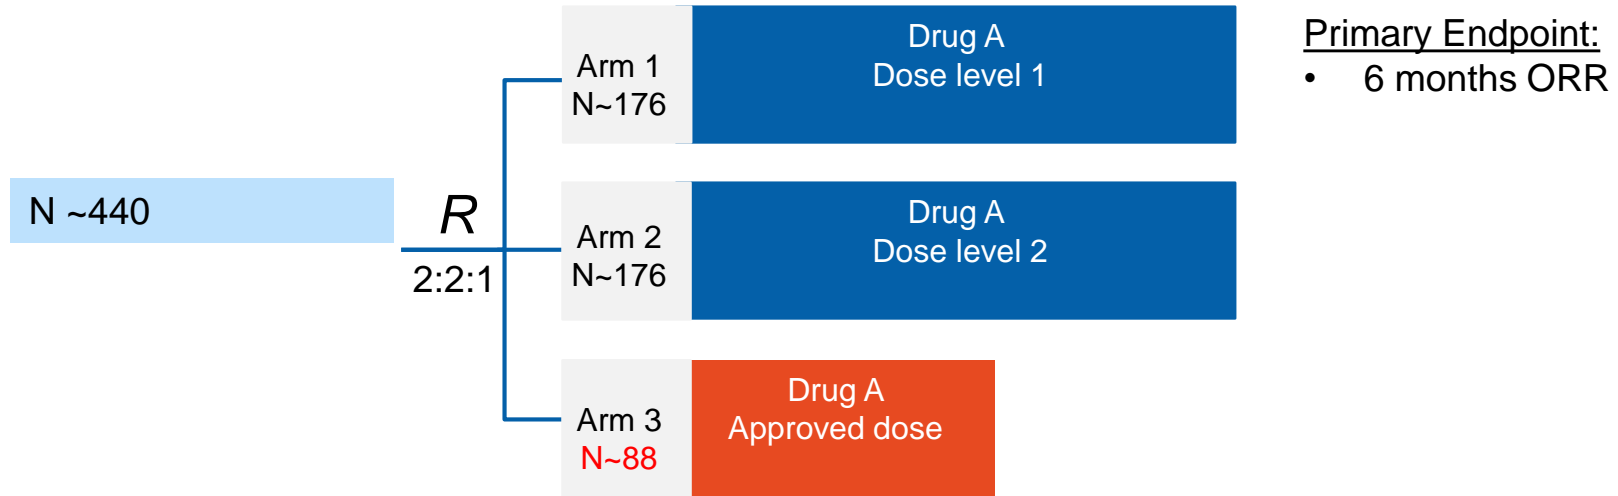 N ~440
R
2:2:1
Arm 1
N~176
Drug A
Dose level 1
Arm 2
N~176
Drug A
Dose level 2
Arm 3
N~88
Drug A
Approved dose
Primary Endpoint:
• 6 months ORR